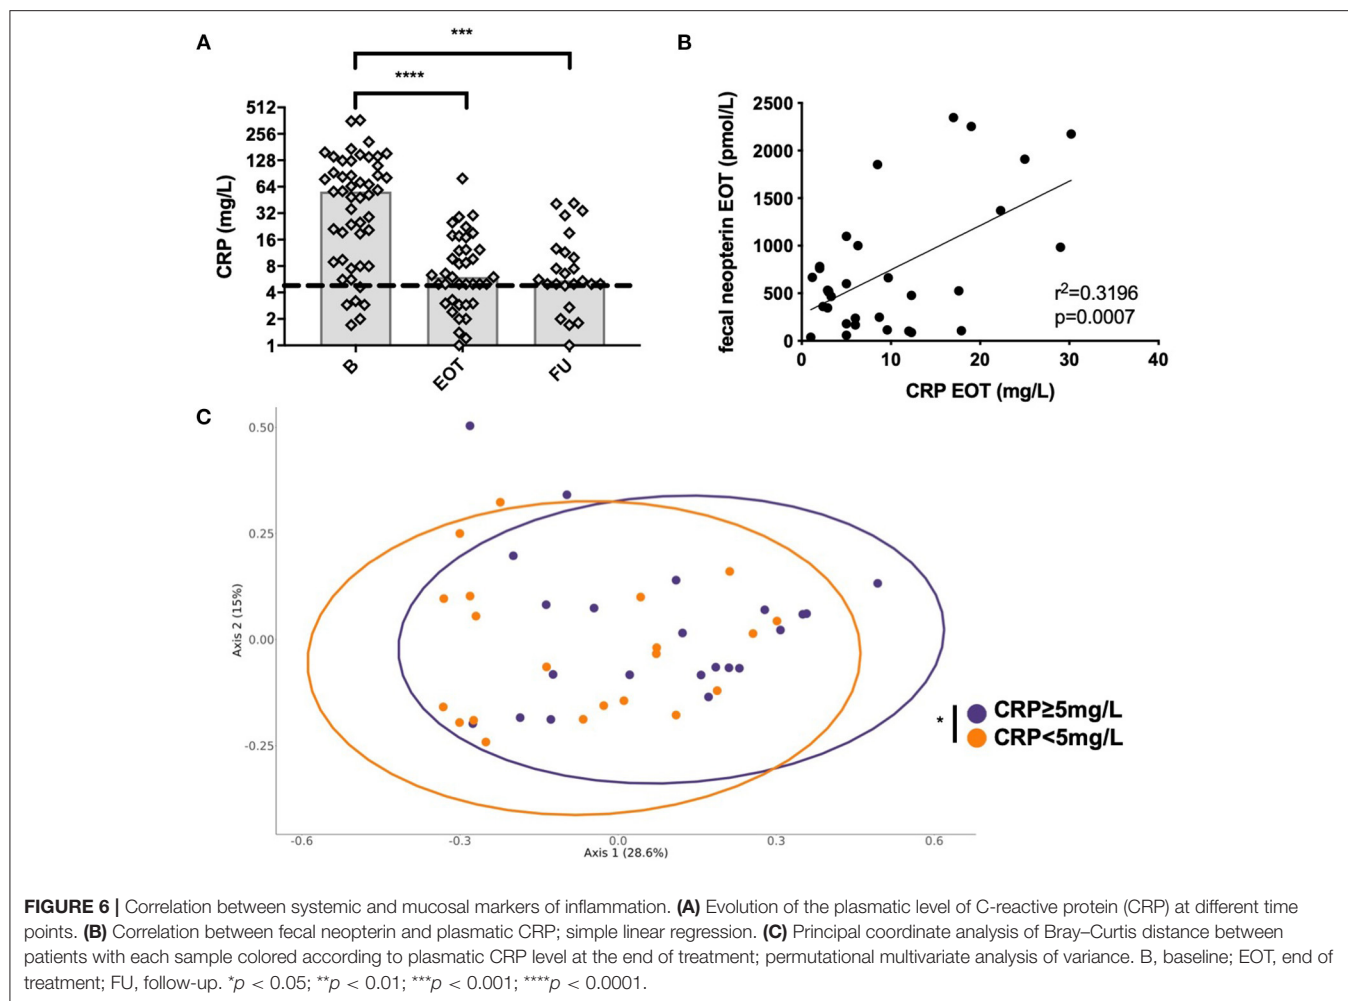 A
***
****
512
256
128
64
32
16
8
4
2
1
CRP (mg/L)
B
EOT
FU
B
2500
2000
1500
1000
500
0
fecal neopterin EOT (pmol/L)
r²=0.3196
p=0.0007
0 10 20 30 40
CRP EOT (mg/L)
C
0.50
0.25
0.00
-0.25
Axis 2 (15%)
* CRP≥5mg/L
CRP<5mg/L
-0.6 -0.3 0.0 0.3 0.6
Axis 1 (28.6%)
FIGURE 6 | Correlation between systemic and mucosal markers of inflammation. (A) Evolution of the plasmatic level of C-reactive protein (CRP) at different time
points. (B) Correlation between fecal neopterin and plasmatic CRP; simple linear regression. (C) Principal coordinate analysis of Bray–Curtis distance between
patients with each sample colored according to plasmatic CRP level at the end of treatment; permutational multivariate analysis of variance. B, baseline; EOT, end of
treatment; FU, follow-up. *p < 0.05; **p < 0.01; ***p < 0.001; ****p < 0.0001.